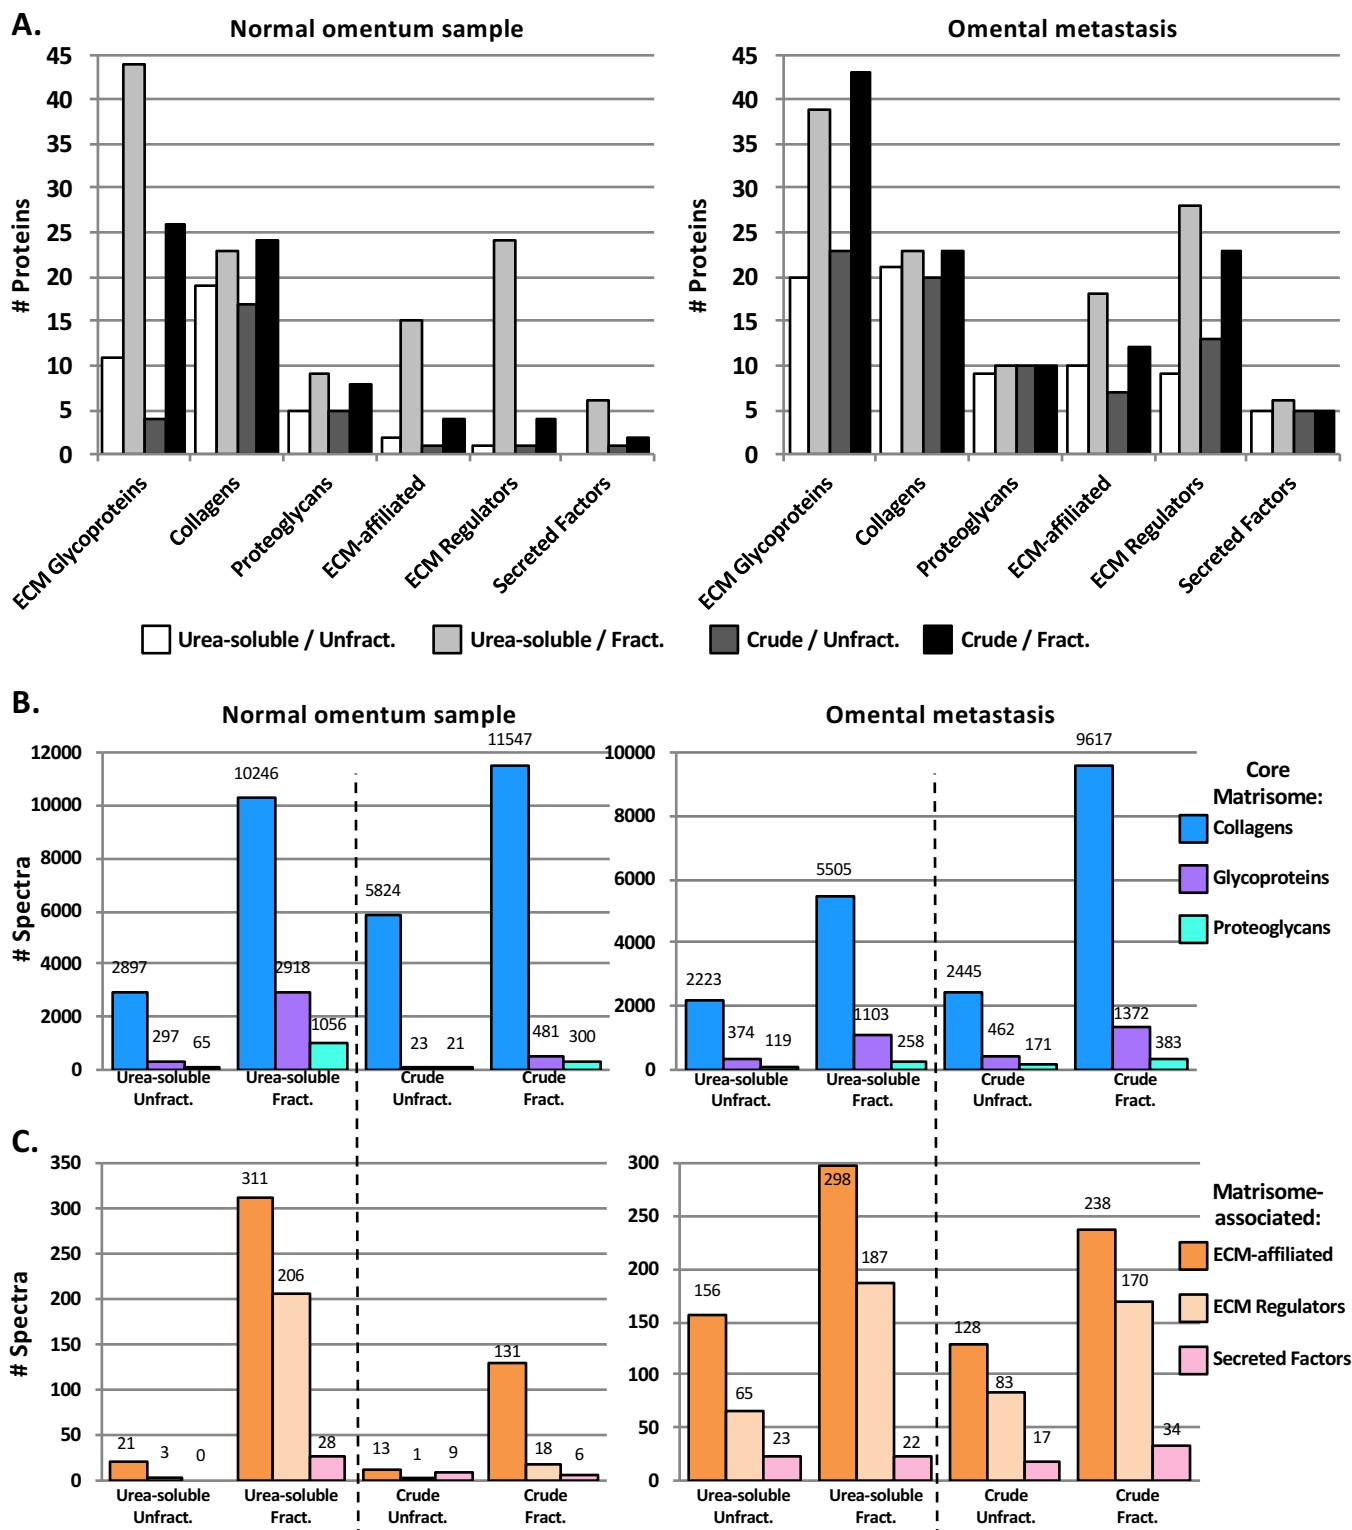 A.
Normal omentum sample
Omental metastasis
# Proteins
45
40
35
30
25
20
15
10
5
0
ECM Glycoproteins
Collagens
Proteoglycans
ECM-affiliated
ECM Regulators
Secreted Factors
# Proteins
45
40
35
30
25
20
15
10
5
0
ECM Glycoproteins
Collagens
Proteoglycans
ECM-affiliated
ECM Regulators
Secreted Factors
Urea-soluble / Unfract.
Urea-soluble / Fract.
Crude / Unfract.
Crude / Fract.
B.
Normal omentum sample
Omental metastasis
# Spectra
12000
10000
8000
6000
4000
2000
0
2897
297
65
10246
2918
1056
5824
23
21
11547
481
300
Urea-soluble
Unfract.
Urea-soluble
Fract.
Crude
Unfract.
Crude
Fract.
10000
8000
6000
4000
2000
0
2223
374
119
5505
1103
258
2445
462
171
9617
1372
383
Urea-soluble
Unfract.
Urea-soluble
Fract.
Crude
Unfract.
Crude
Fract.
Core
Matrisome:
Collagens
Glycoproteins
Proteoglycans
C.
# Spectra
350
300
250
200
150
100
50
0
21
3
0
311
206
28
13
1
9
131
18
6
Urea-soluble
Unfract.
Urea-soluble
Fract.
Crude
Unfract.
Crude
Fract.
300
250
200
150
100
50
0
156
65
23
298
187
22
128
83
17
238
170
34
Urea-soluble
Unfract.
Urea-soluble
Fract.
Crude
Unfract.
Crude
Fract.
Matrisome-
associated:
ECM-affiliated
ECM Regulators
Secreted Factors